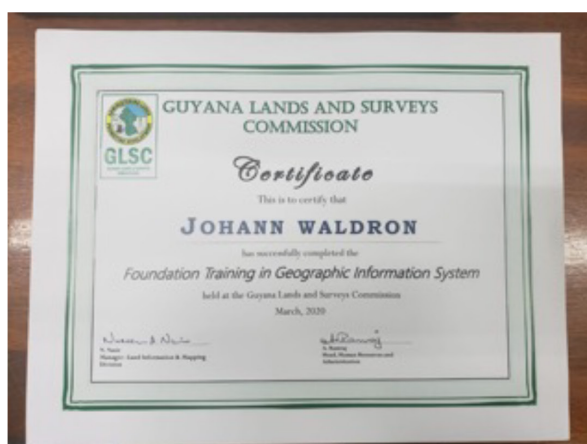 GUYANA LANDS AND SURVEYS
COMMISSION
GLSC
Certificate
This is to certify that
JOHANN WALDRON
has successfully completed the
Foundation Training in Geographic Information System
held at the Guyana Lands and Surveys Commission
March, 2020
Manager- Land Information & Mapping
Division
Head, Human Resources and
Administration